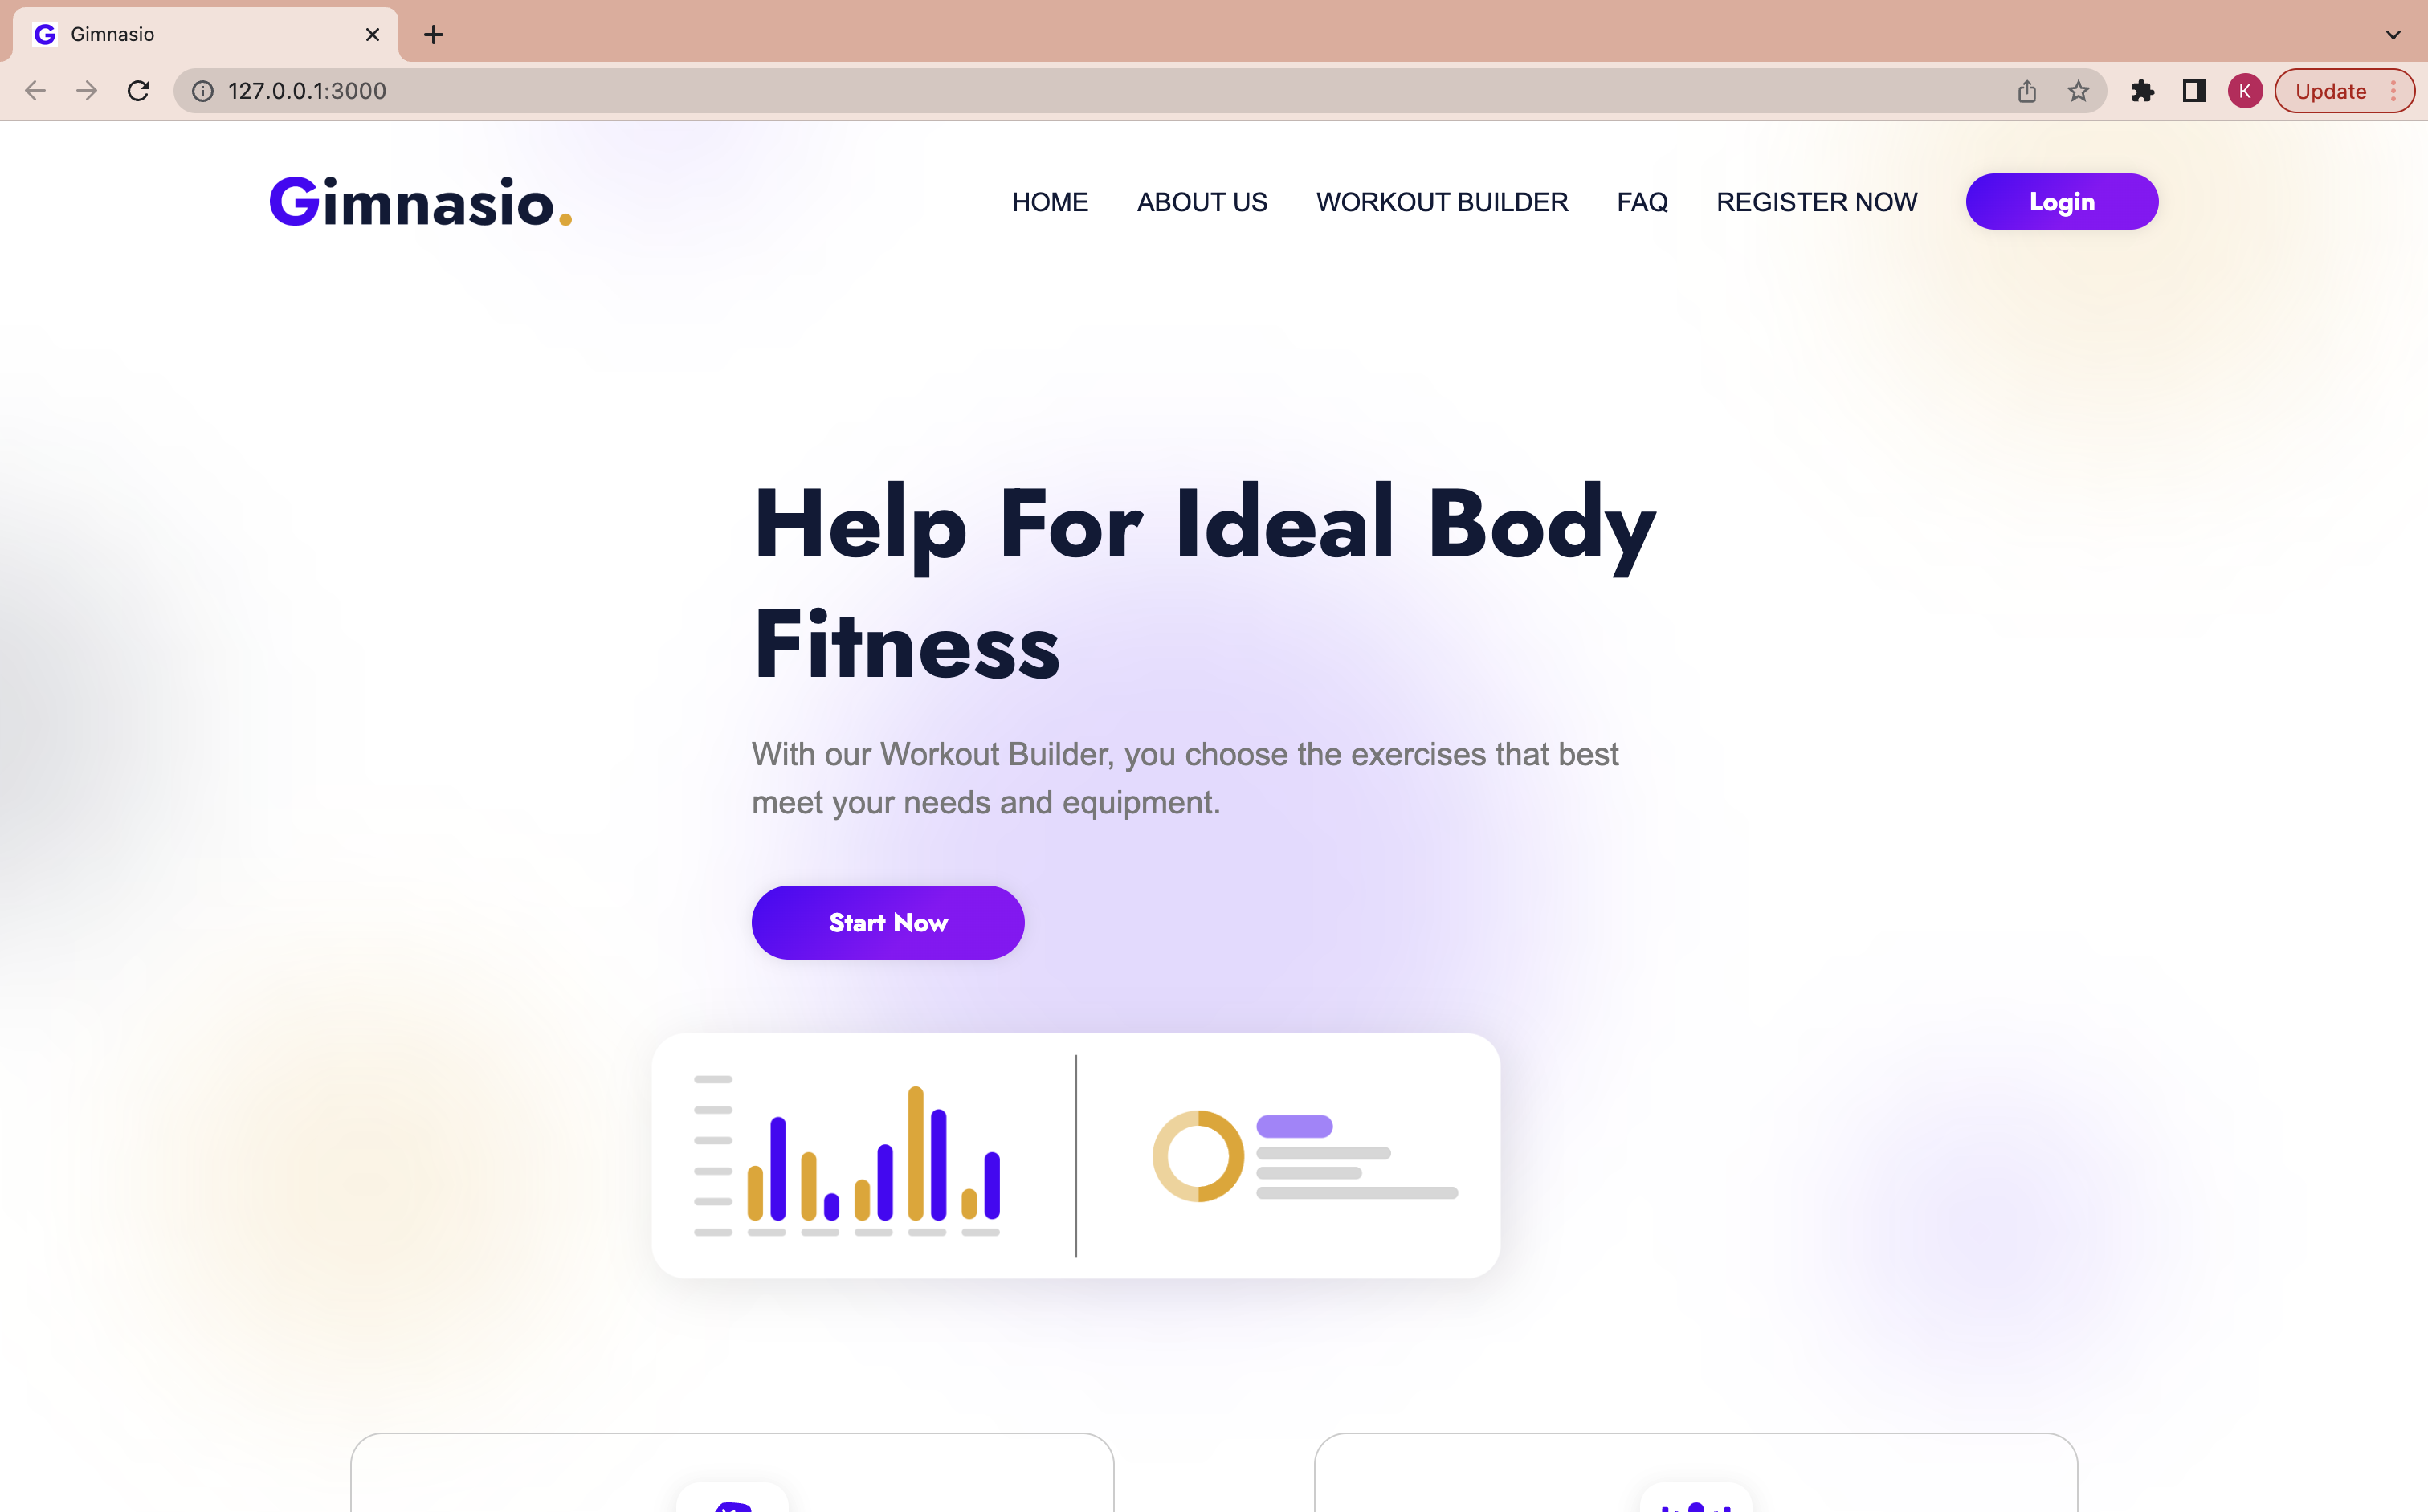 G Gimnasio
127.0.0.1:3000
K
Update
Gimnasio.
HOME
ABOUT US
WORKOUT BUILDER
FAQ
REGISTER NOW
Login
Help For Ideal Body
Fitness
With our Workout Builder, you choose the exercises that best
meet your needs and equipment.
Start Now